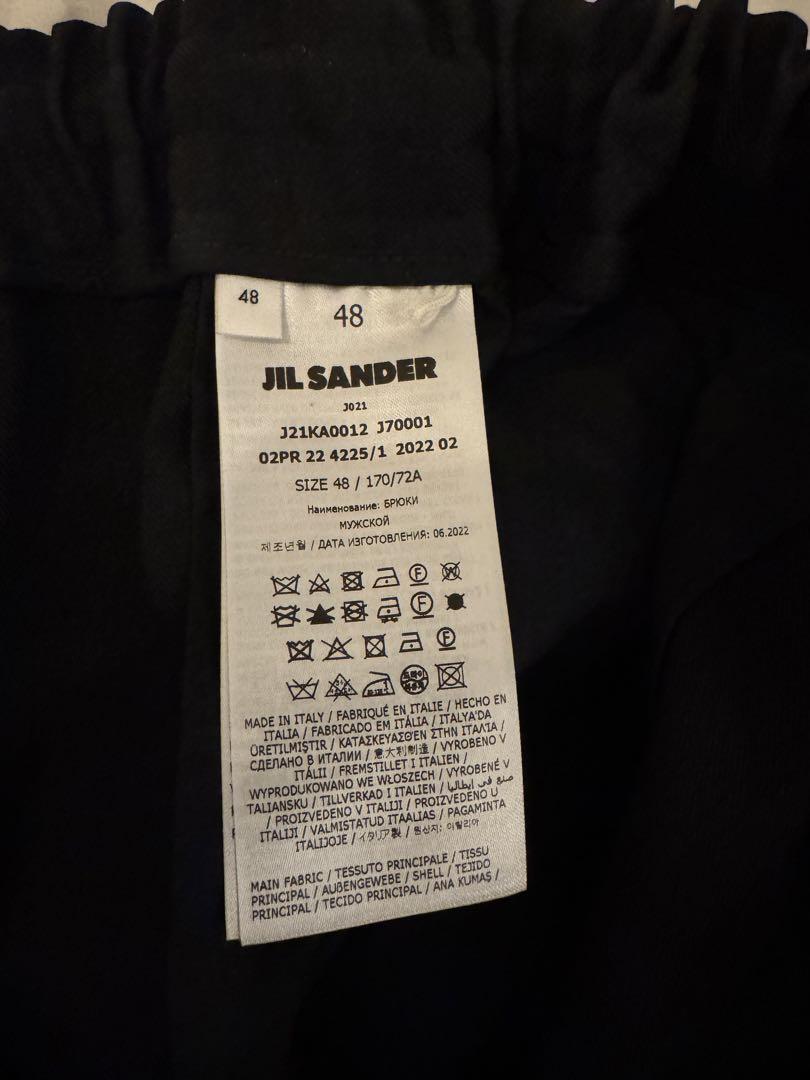 48
48
JIL SANDER
J021
J21KA0012 J70001
02PR 22 4225/1 2022 02
SIZE 48 / 170/72A
Наименование: БРЮКИ
МУЖСКОЙ
제조년월 / ДАТА ИЗГОТОВЛЕНИЯ: 06.2022
F W
F
F
MADE IN ITALY / FABRIQUÉ EN ITALIE / HECHO EN
ITALIA / FABRICADO EM ITÁLIA / ITALYA'DA
ÜRETILMIŞTIR / ΚΑΤΑΣΚΕΥΑΣΘΕΝ ΣΤΗΝ ΙΤΑΛΙΑ /
СДЕЛАНО В ИТАЛИИ / 意大利制造 / VYROBENO V
ITÁLII / FREMSTILLET I ITALIEN /
WYPRODUKOWANO WE WŁOSZECH / VYROBENÉ V
TALIANSKU / TILLVERKAD I ITALIEN / صنع في إيطاليا
/ PROIZVEDENO V ITALIJI / PROIZVEDENO U
ITALIJI / VALMISTATUD ITAALIAS / PAGAMINTA
ITALIJOJE / イタリア製 / 원산지: 이탈리아
MAIN FABRIC / TESSUTO PRINCIPALE / TISSU
PRINCIPAL / AUßENGEWEBE / SHELL / TEJIDO
PRINCIPAL / TECIDO PRINCIPAL / ANA KUMAŞ /